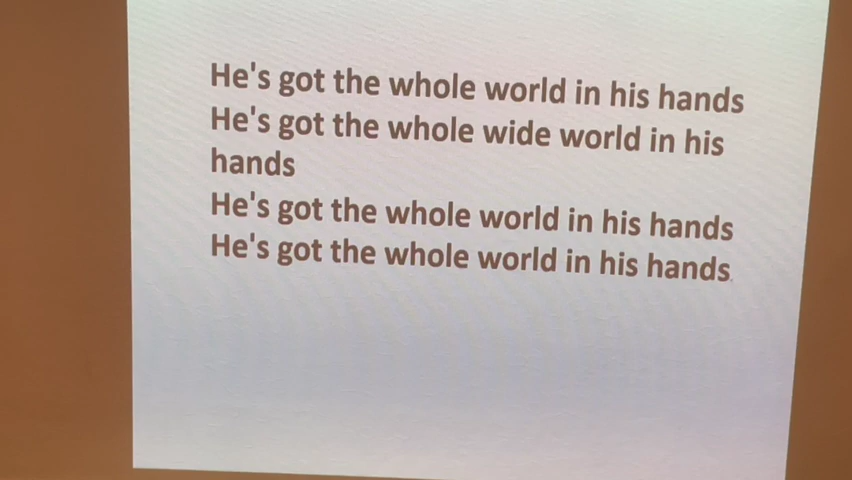 He's got the whole world in his hands
He's got the whole wide world in his
hands
He's got the whole world in his hands
He's got the whole world in his hands.